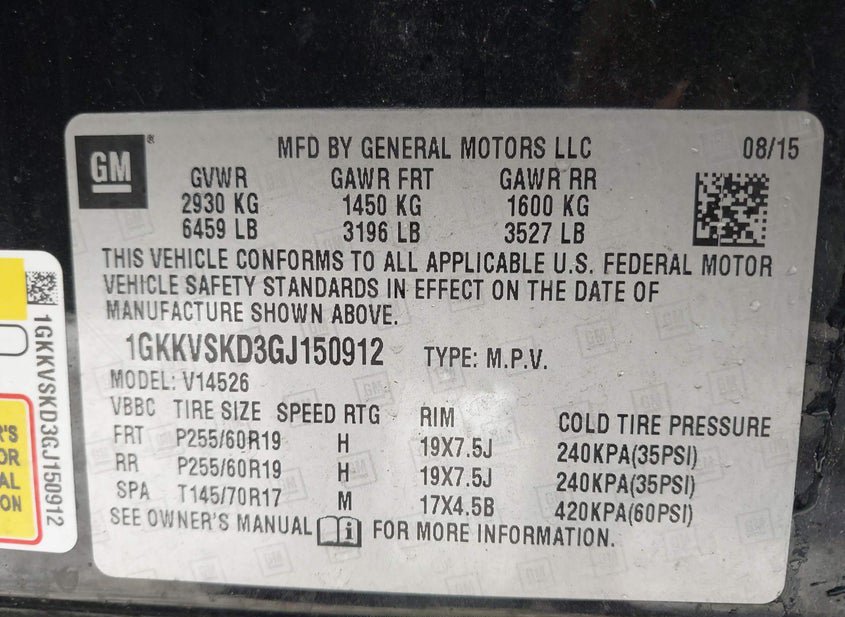 GM ® MFD BY GENERAL MOTORS LLC 08/15
GVWR GAWR FRT GAWR RR
2930 KG 1450 KG 1600 KG
6459 LB 3196 LB 3527 LB
THIS VEHICLE CONFORMS TO ALL APPLICABLE U.S. FEDERAL MOTOR
VEHICLE SAFETY STANDARDS IN EFFECT ON THE DATE OF
MANUFACTURE SHOWN ABOVE.
1GKKVSKD3GJ150912 TYPE: M.P.V.
MODEL: V14526
VBBC TIRE SIZE SPEED RTG RIM COLD TIRE PRESSURE
FRT P255/60R19 H 19X7.5J 240KPA(35PSI)
RR P255/60R19 H 19X7.5J 240KPA(35PSI)
SPA T145/70R17 M 17X4.5B 420KPA(60PSI)
SEE OWNER'S MANUAL i FOR MORE INFORMATION.
1GKKVSKD3GJ150912